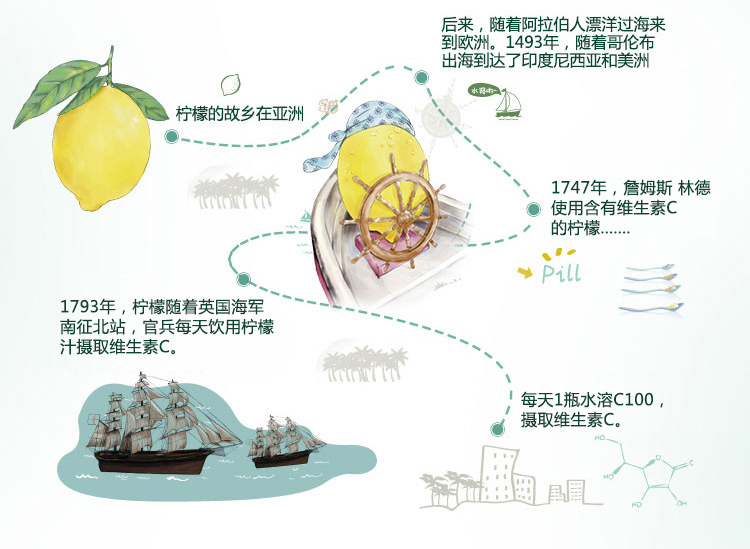 柠檬的故乡在亚洲
后来，随着阿拉伯人漂洋过海来
到欧洲。1493年，随着哥伦布
出海到达了印度尼西亚和美洲
1747年，詹姆斯 林德
使用含有维生素C
的柠檬.......
Pill
1793年，柠檬随着英国海军
南征北站，官兵每天饮用柠檬
汁摄取维生素C。
每天1瓶水溶C100，
摄取维生素C。
HO
O
C
HO
HO
OH